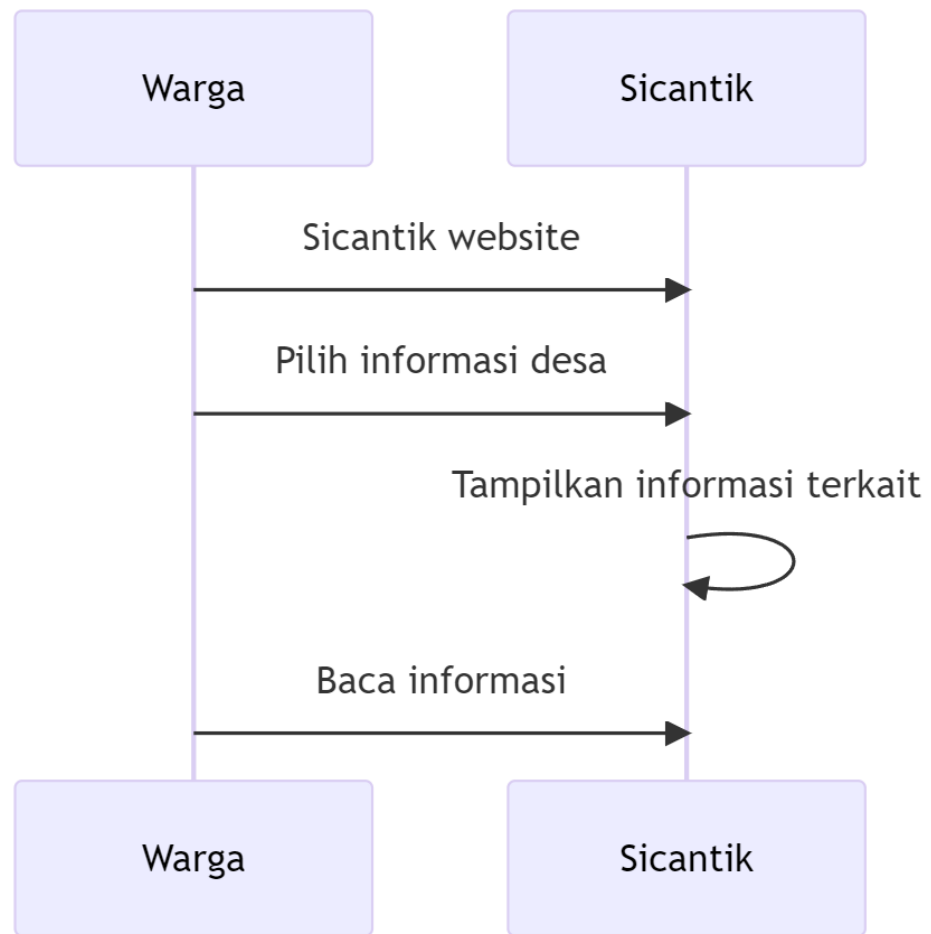 Warga
Sicantik
Sicantik website
Pilih informasi desa
Tampilkan informasi terkait
Baca informasi
Warga
Sicantik